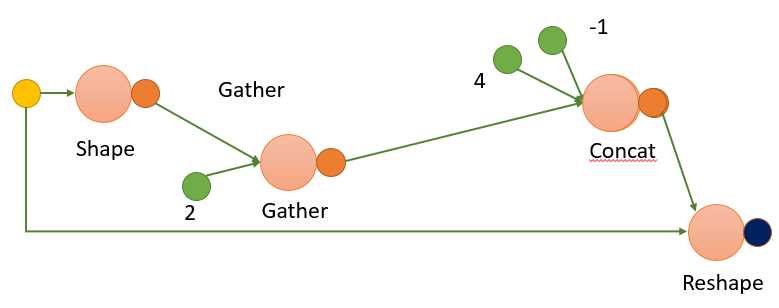 -1
4
Gather
Shape
Concat
2
Gather
Reshape